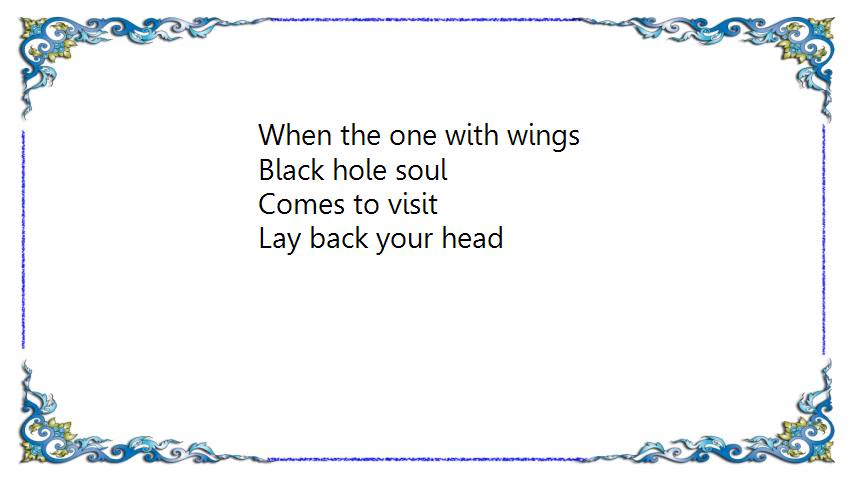 When the one with wings
Black hole soul
Comes to visit
Lay back your head